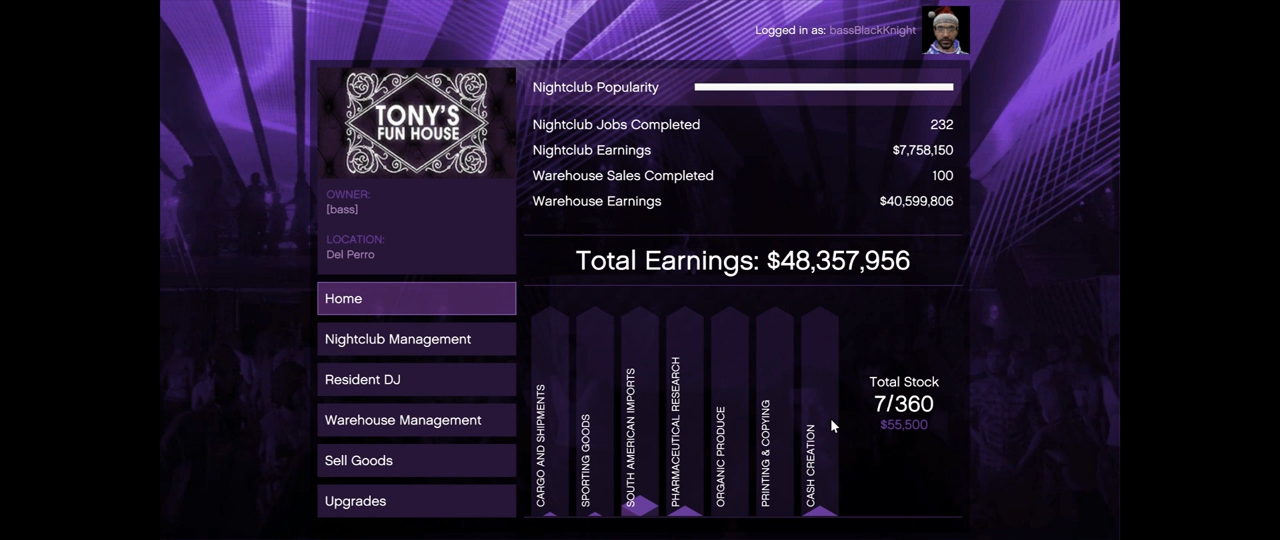 Logged in as: bassBlackKnight
TONY'S
FUN HOUSE
OWNER:
[bass]
LOCATION:
Del Perro
Home
Nightclub Management
Resident DJ
Warehouse Management
Sell Goods
Upgrades
Nightclub Popularity
Nightclub Jobs Completed 232
Nightclub Earnings $7,758,150
Warehouse Sales Completed 100
Warehouse Earnings $40,599,806
Total Earnings: $48,357,956
CARGO AND SHIPMENTS
SPORTING GOODS
SOUTH AMERICAN IMPORTS
PHARMACEUTICAL RESEARCH
ORGANIC PRODUCE
PRINTING & COPYING
CASH CREATION
Total Stock
7/360
$55,500